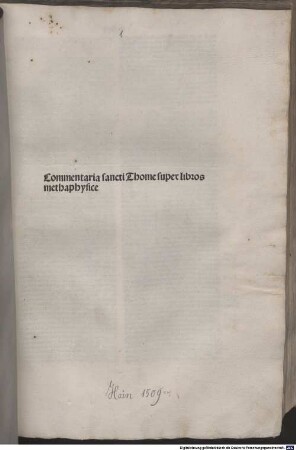 Commentaria sancti Thome super libros
methaphysice
Hain 1509